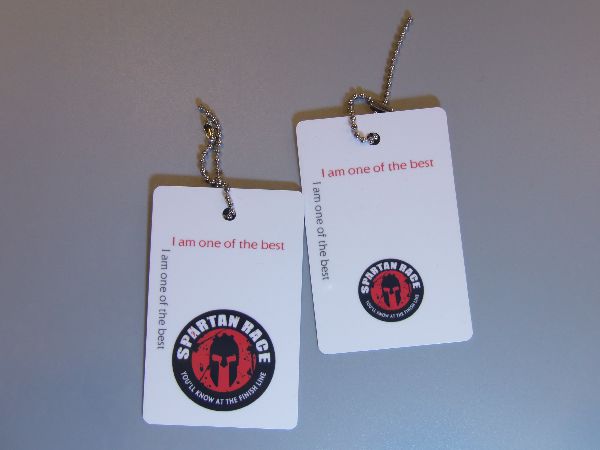 I am one of the best
I am one of the best
SPARTAN RACE
YOU'LL KNOW AT THE FINISH LINE
I am one of the best
I am one of the best
SPARTAN RACE
YOU'LL KNOW AT THE FINISH LINE